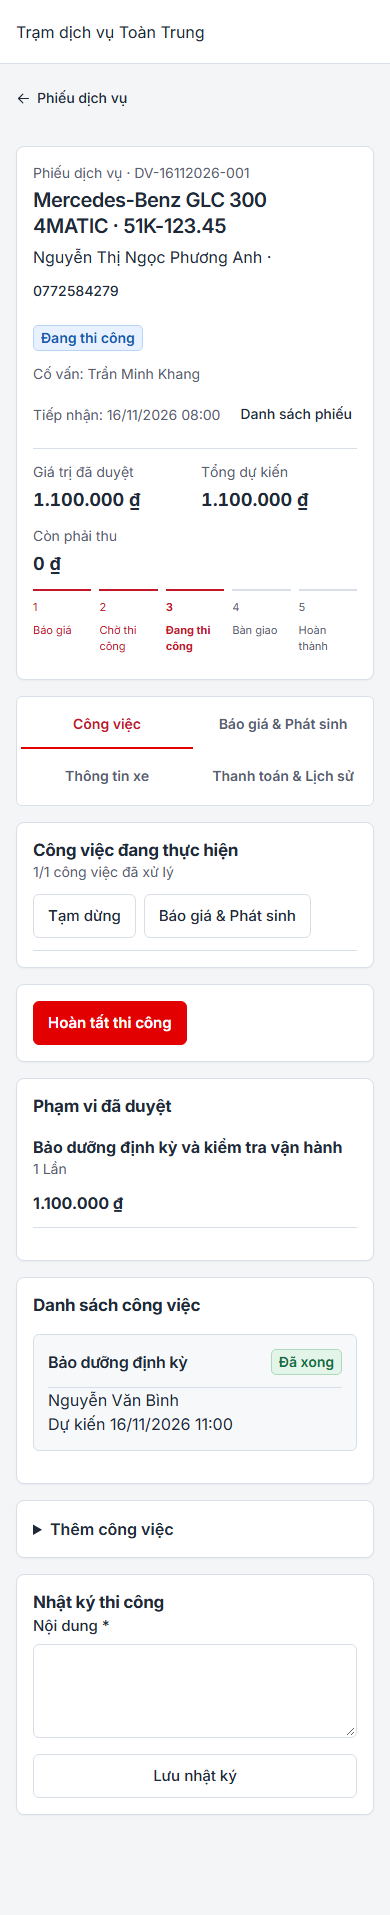 Trạm dịch vụ Toàn Trung
← Phiếu dịch vụ
Phiếu dịch vụ · DV-16112026-001
Mercedes-Benz GLC 300
4MATIC · 51K-123.45
Nguyễn Thị Ngọc Phương Anh ·
0772584279
Đang thi công
Cố vấn: Trần Minh Khang
Tiếp nhận: 16/11/2026 08:00 Danh sách phiếu
Giá trị đã duyệt Tổng dự kiến
1.100.000 ₫ 1.100.000 ₫
Còn phải thu
0 ₫
1 2 3 4 5
Báo giá Chờ thi công Đang thi công Bàn giao Hoàn thành
Công việc Báo giá & Phát sinh
Thông tin xe Thanh toán & Lịch sử
Công việc đang thực hiện
1/1 công việc đã xử lý
Tạm dừng Báo giá & Phát sinh
Hoàn tất thi công
Phạm vi đã duyệt
Bảo dưỡng định kỳ và kiểm tra vận hành
1 Lần
1.100.000 ₫
Danh sách công việc
Bảo dưỡng định kỳ Đã xong
Nguyễn Văn Bình
Dự kiến 16/11/2026 11:00
▶ Thêm công việc
Nhật ký thi công
Nội dung *
Lưu nhật ký